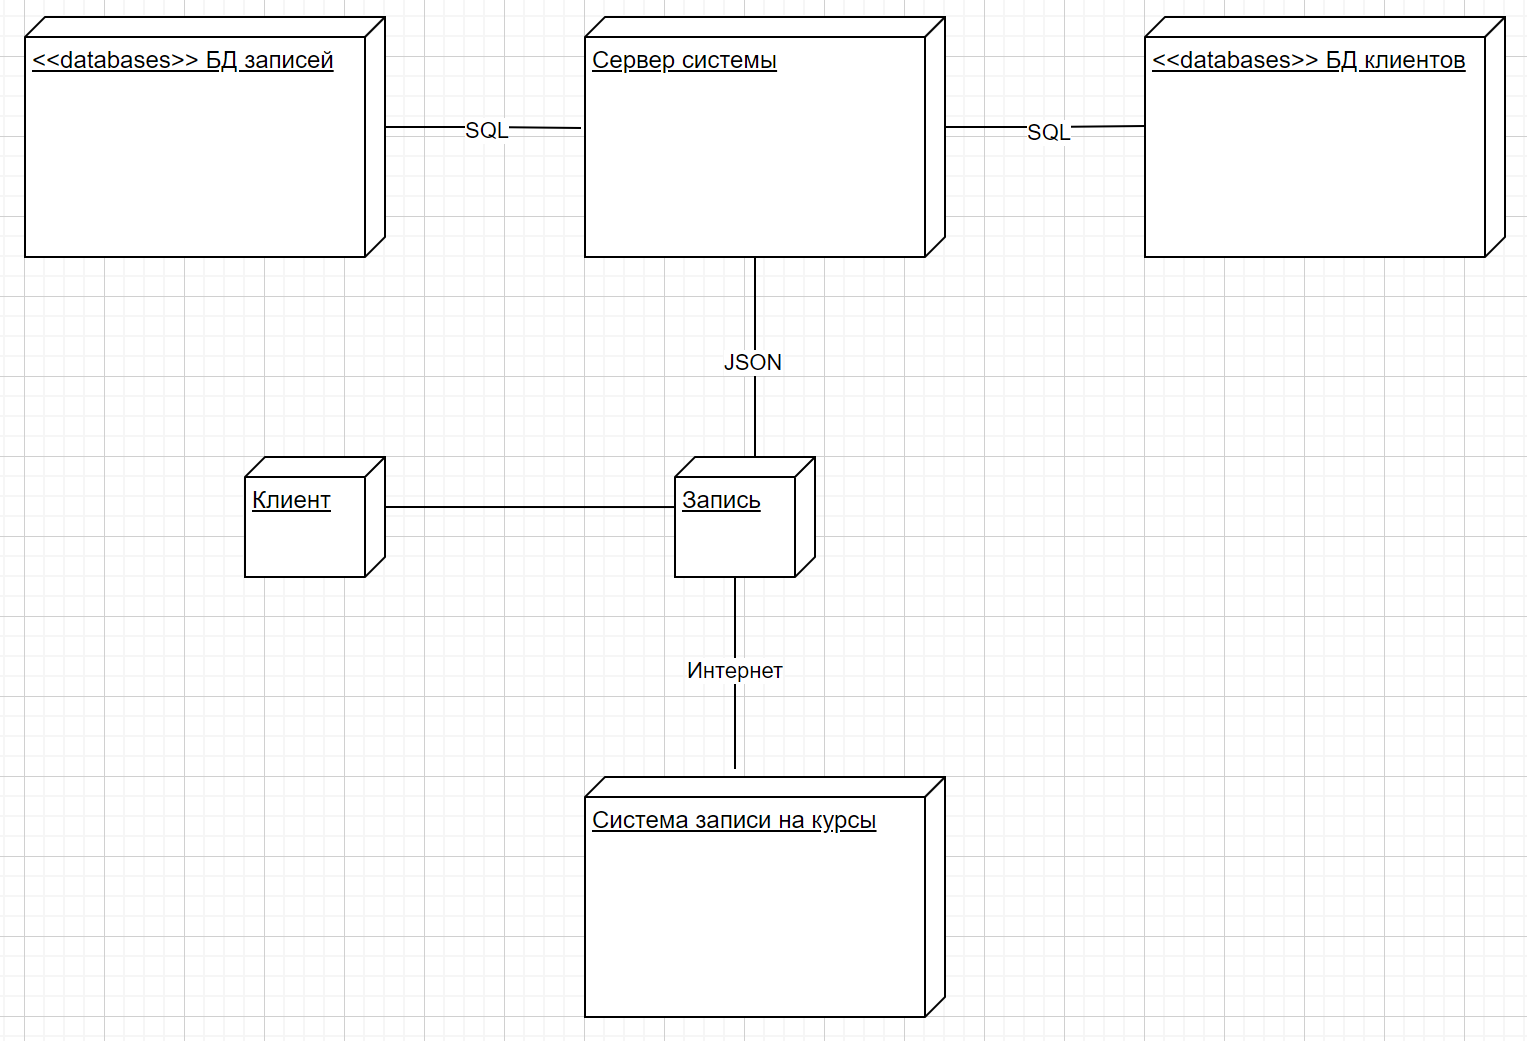 <<databases>> БД записей
Сервер системы
<<databases>> БД клиентов
SQL
SQL
JSON
Клиент
Запись
Интернет
Система записи на курсы